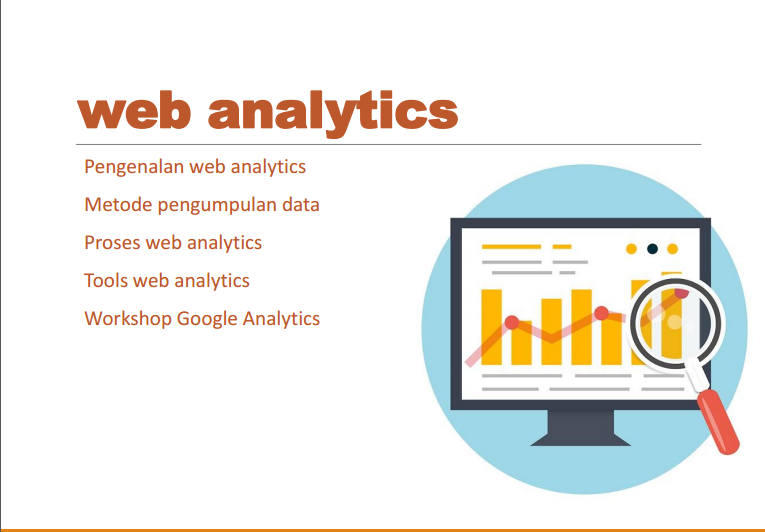 web analytics
Pengenalan web analytics
Metode pengumpulan data
Proses web analytics
Tools web analytics
Workshop Google Analytics